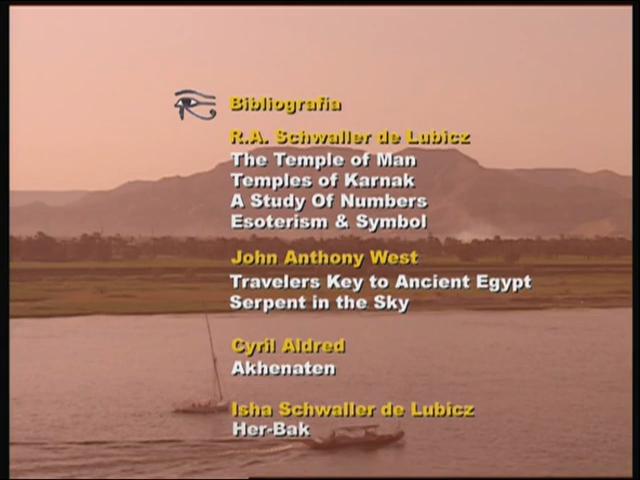 Bibliografia
R.A. Schwaller de Lubicz
The Temple of Man
Temples of Karnak
A Study Of Numbers
Esoterism & Symbol
John Anthony West
Travelers Key to Ancient Egypt
Serpent in the Sky
Cyril Aldred
Akhenaten
Isha Schwaller de Lubicz
Her-Bak